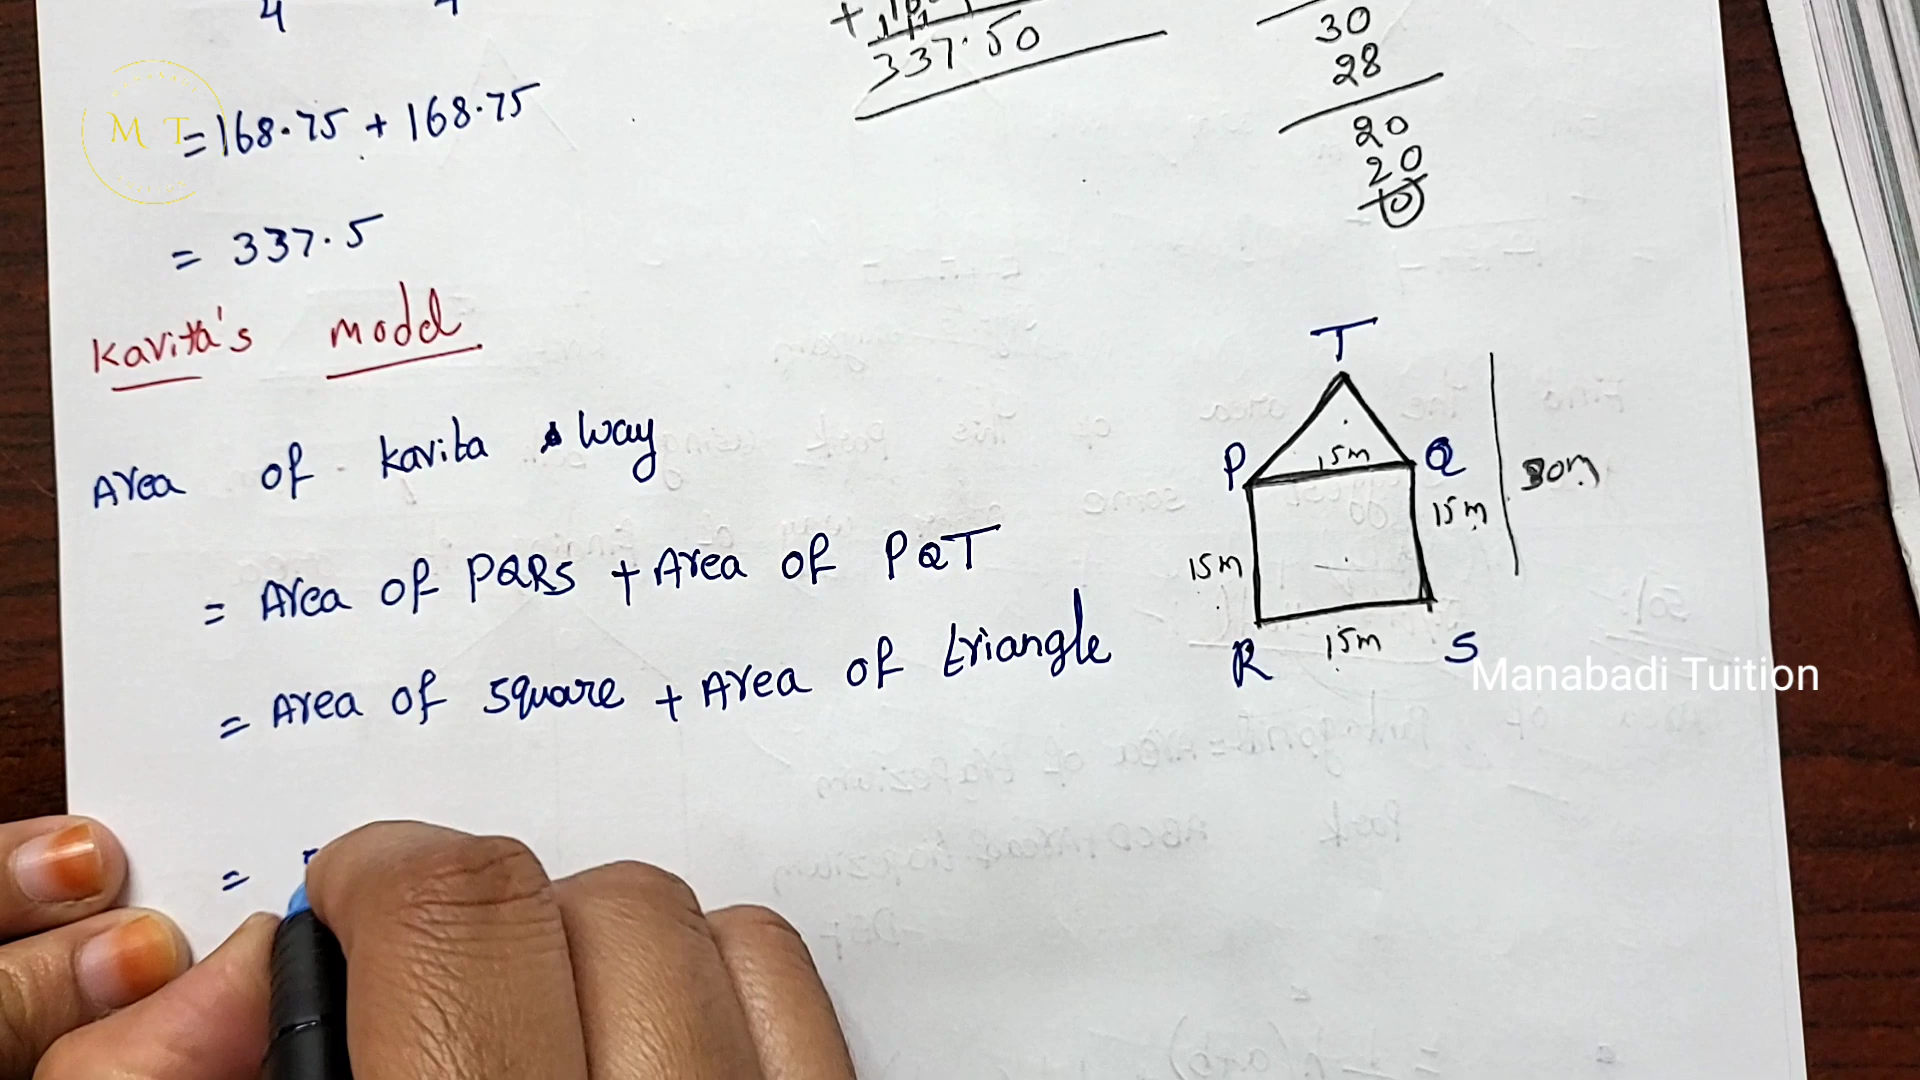 337.50
30
28
20
20
0
M T
= 168.75 + 168.75
= 337.5
Kavita's model
Area of kavita way
= Area of PQRS + Area of PQT
= Area of square + Area of triangle
=
T
P 15m Q
30m
15m
15m
R 15m S
Manabadi Tuition